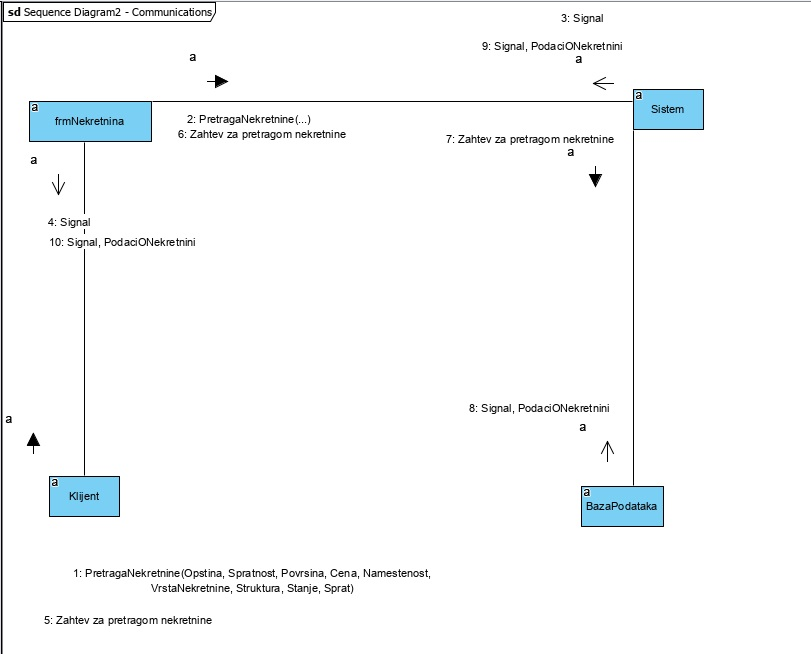 sd Sequence Diagram2 - Communications
3: Signal
9: Signal, PodaciONekretnini
a
a
a
frmNekretnina
a
Sistem
2: PretragaNekretnine(...)
6: Zahtev za pretragom nekretnine
7: Zahtev za pretragom nekretnine
a
a
4: Signal
10: Signal, PodaciONekretnini
8: Signal, PodaciONekretnini
a
a
a
Klijent
a
BazaPodataka
1: PretragaNekretnine(Opstina, Spratnost, Povrsina, Cena, Namestenost,
VrstaNekretnine, Struktura, Stanje, Sprat)
5: Zahtev za pretragom nekretnine